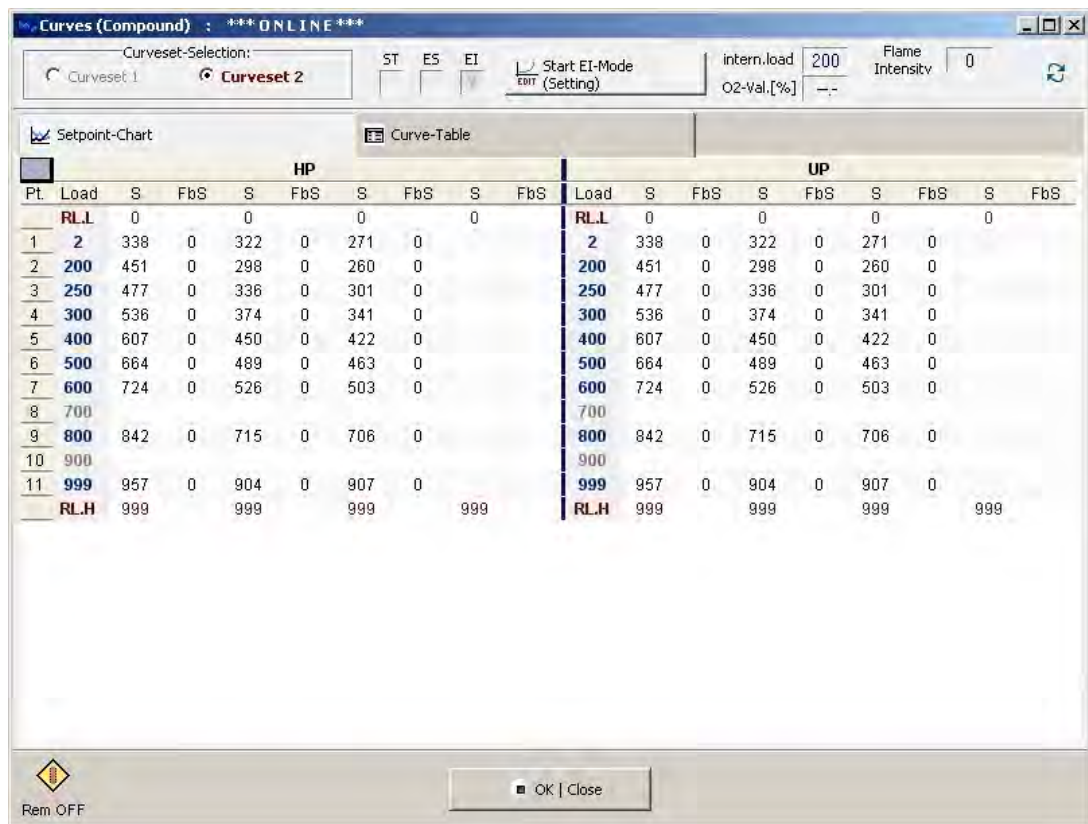 Curves (Compound) : *** O N L I N E ***
Curveset-Selection:
Curveset 1 Curveset 2
ST ES EI
Start EI-Mode
EDIT (Setting)
intern.load 200
O2-Val.[%] --.-
Flame
Intensity 0
Setpoint-Chart Curve-Table
HP UP
Pt. Load S FbS S FbS S FbS S FbS Load S FbS S FbS S FbS S FbS
RL.L 0 0 0 0 RL.L 0 0 0 0
1 2 338 0 322 0 271 0 2 338 0 322 0 271 0
2 200 451 0 298 0 260 0 200 451 0 298 0 260 0
3 250 477 0 336 0 301 0 250 477 0 336 0 301 0
4 300 536 0 374 0 341 0 300 536 0 374 0 341 0
5 400 607 0 450 0 422 0 400 607 0 450 0 422 0
6 500 664 0 489 0 463 0 500 664 0 489 0 463 0
7 600 724 0 526 0 503 0 600 724 0 526 0 503 0
8 700 700
9 800 842 0 715 0 706 0 800 842 0 715 0 706 0
10 900 900
11 999 957 0 904 0 907 0 999 957 0 904 0 907 0
RL.H 999 999 999 999 RL.H 999 999 999 999
Rem OFF
OK | Close